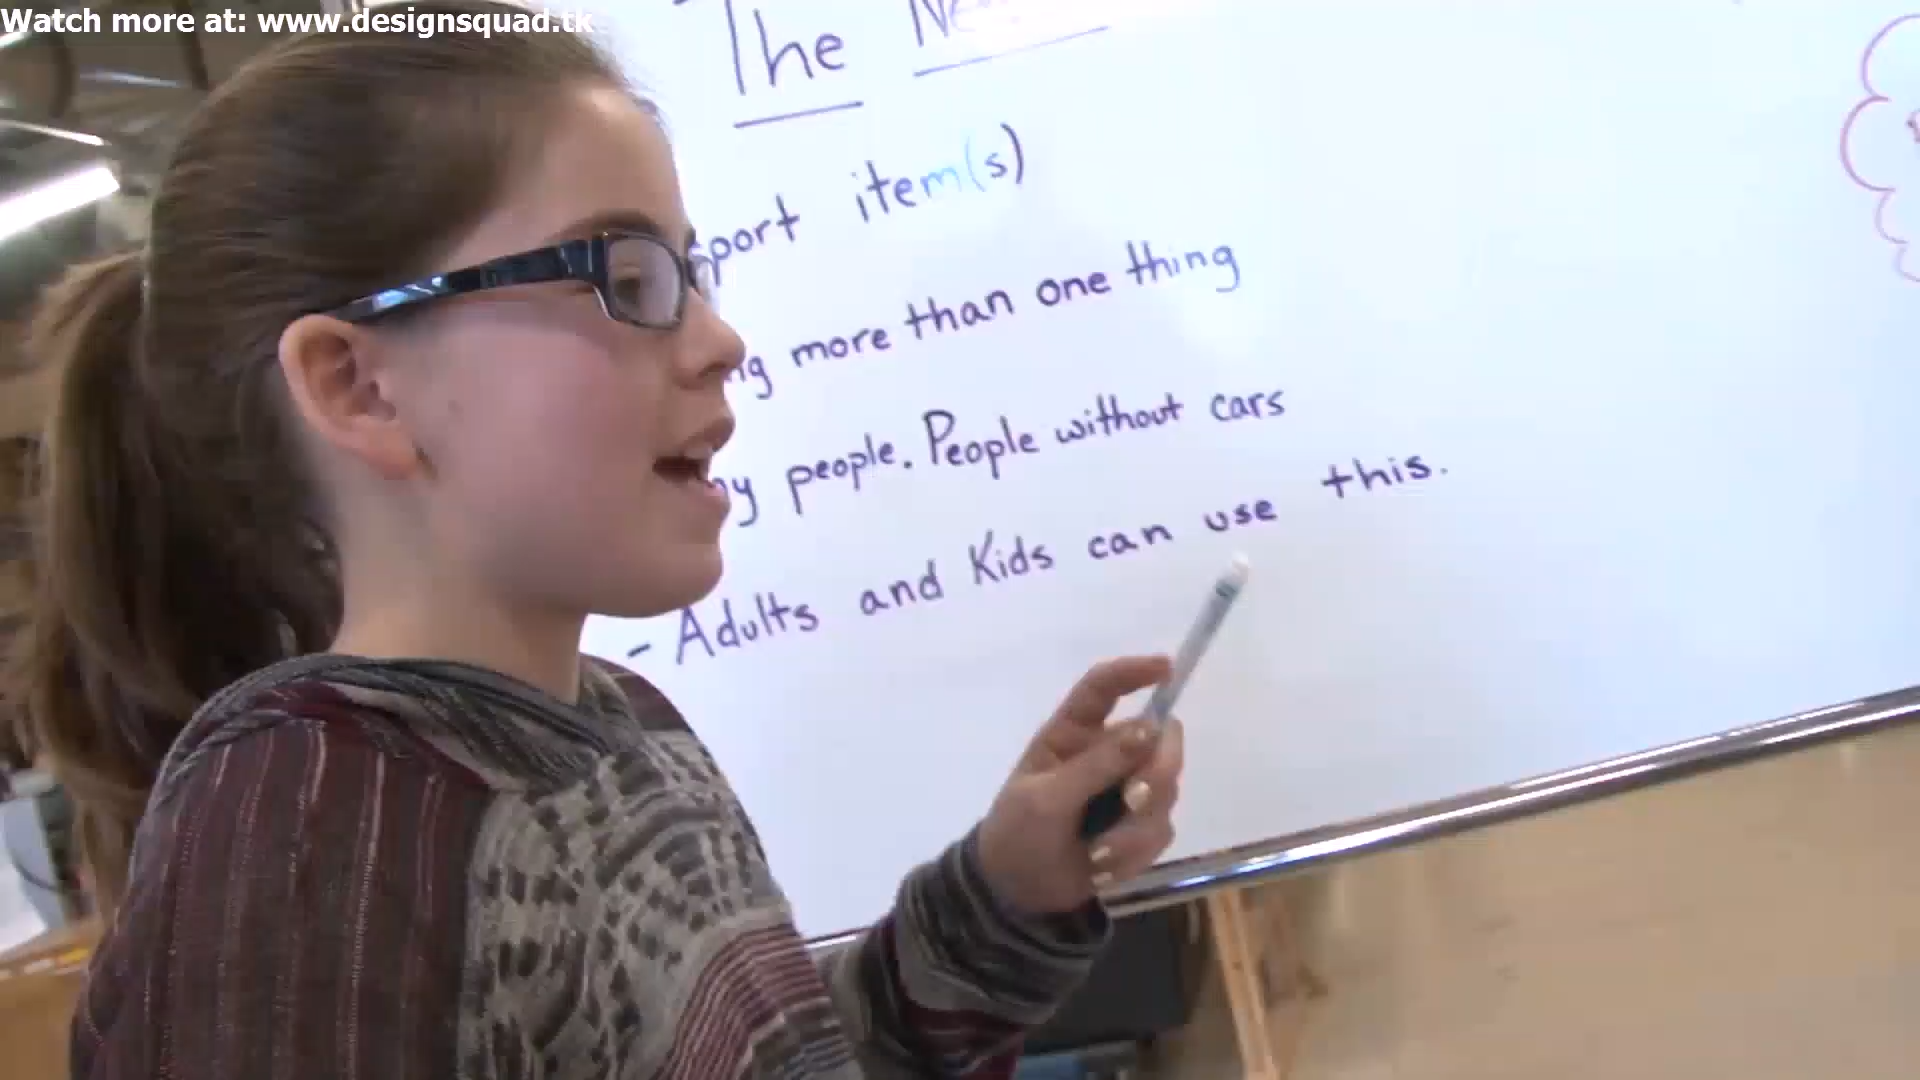 Watch more at: www.designsquad.tk
The
item(s)
more than one thing
people. People without cars
- Adults and Kids can use this.